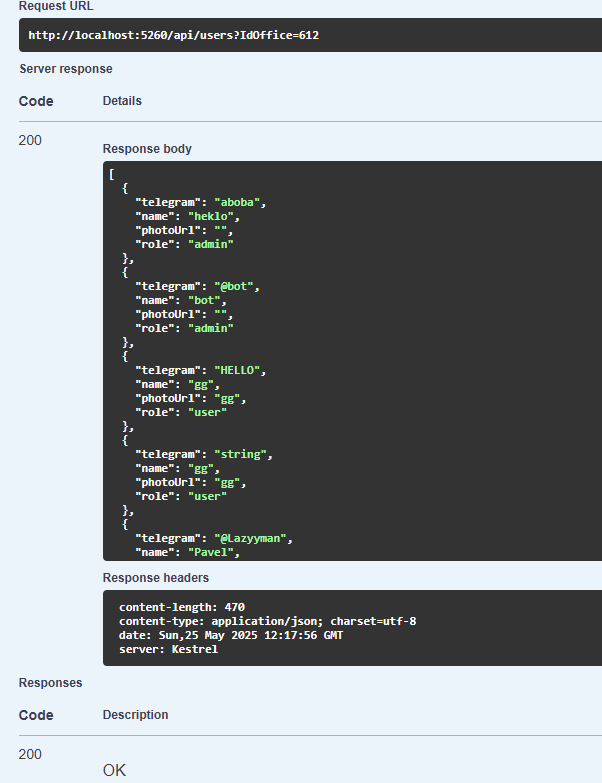 Request URL
http://localhost:5260/api/users?IdOffice=612
Server response
Code Details
200
Response body
[
  {
    "telegram": "aboba",
    "name": "heklo",
    "photoUrl": "",
    "role": "admin"
  },
  {
    "telegram": "@bot",
    "name": "bot",
    "photoUrl": "",
    "role": "admin"
  },
  {
    "telegram": "HELLO",
    "name": "gg",
    "photoUrl": "gg",
    "role": "user"
  },
  {
    "telegram": "string",
    "name": "gg",
    "photoUrl": "gg",
    "role": "user"
  },
  {
    "telegram": "@Lazyyman",
    "name": "Pavel",
Response headers
content-length: 470
content-type: application/json; charset=utf-8
date: Sun,25 May 2025 12:17:56 GMT
server: Kestrel
Responses
Code Description
200
OK